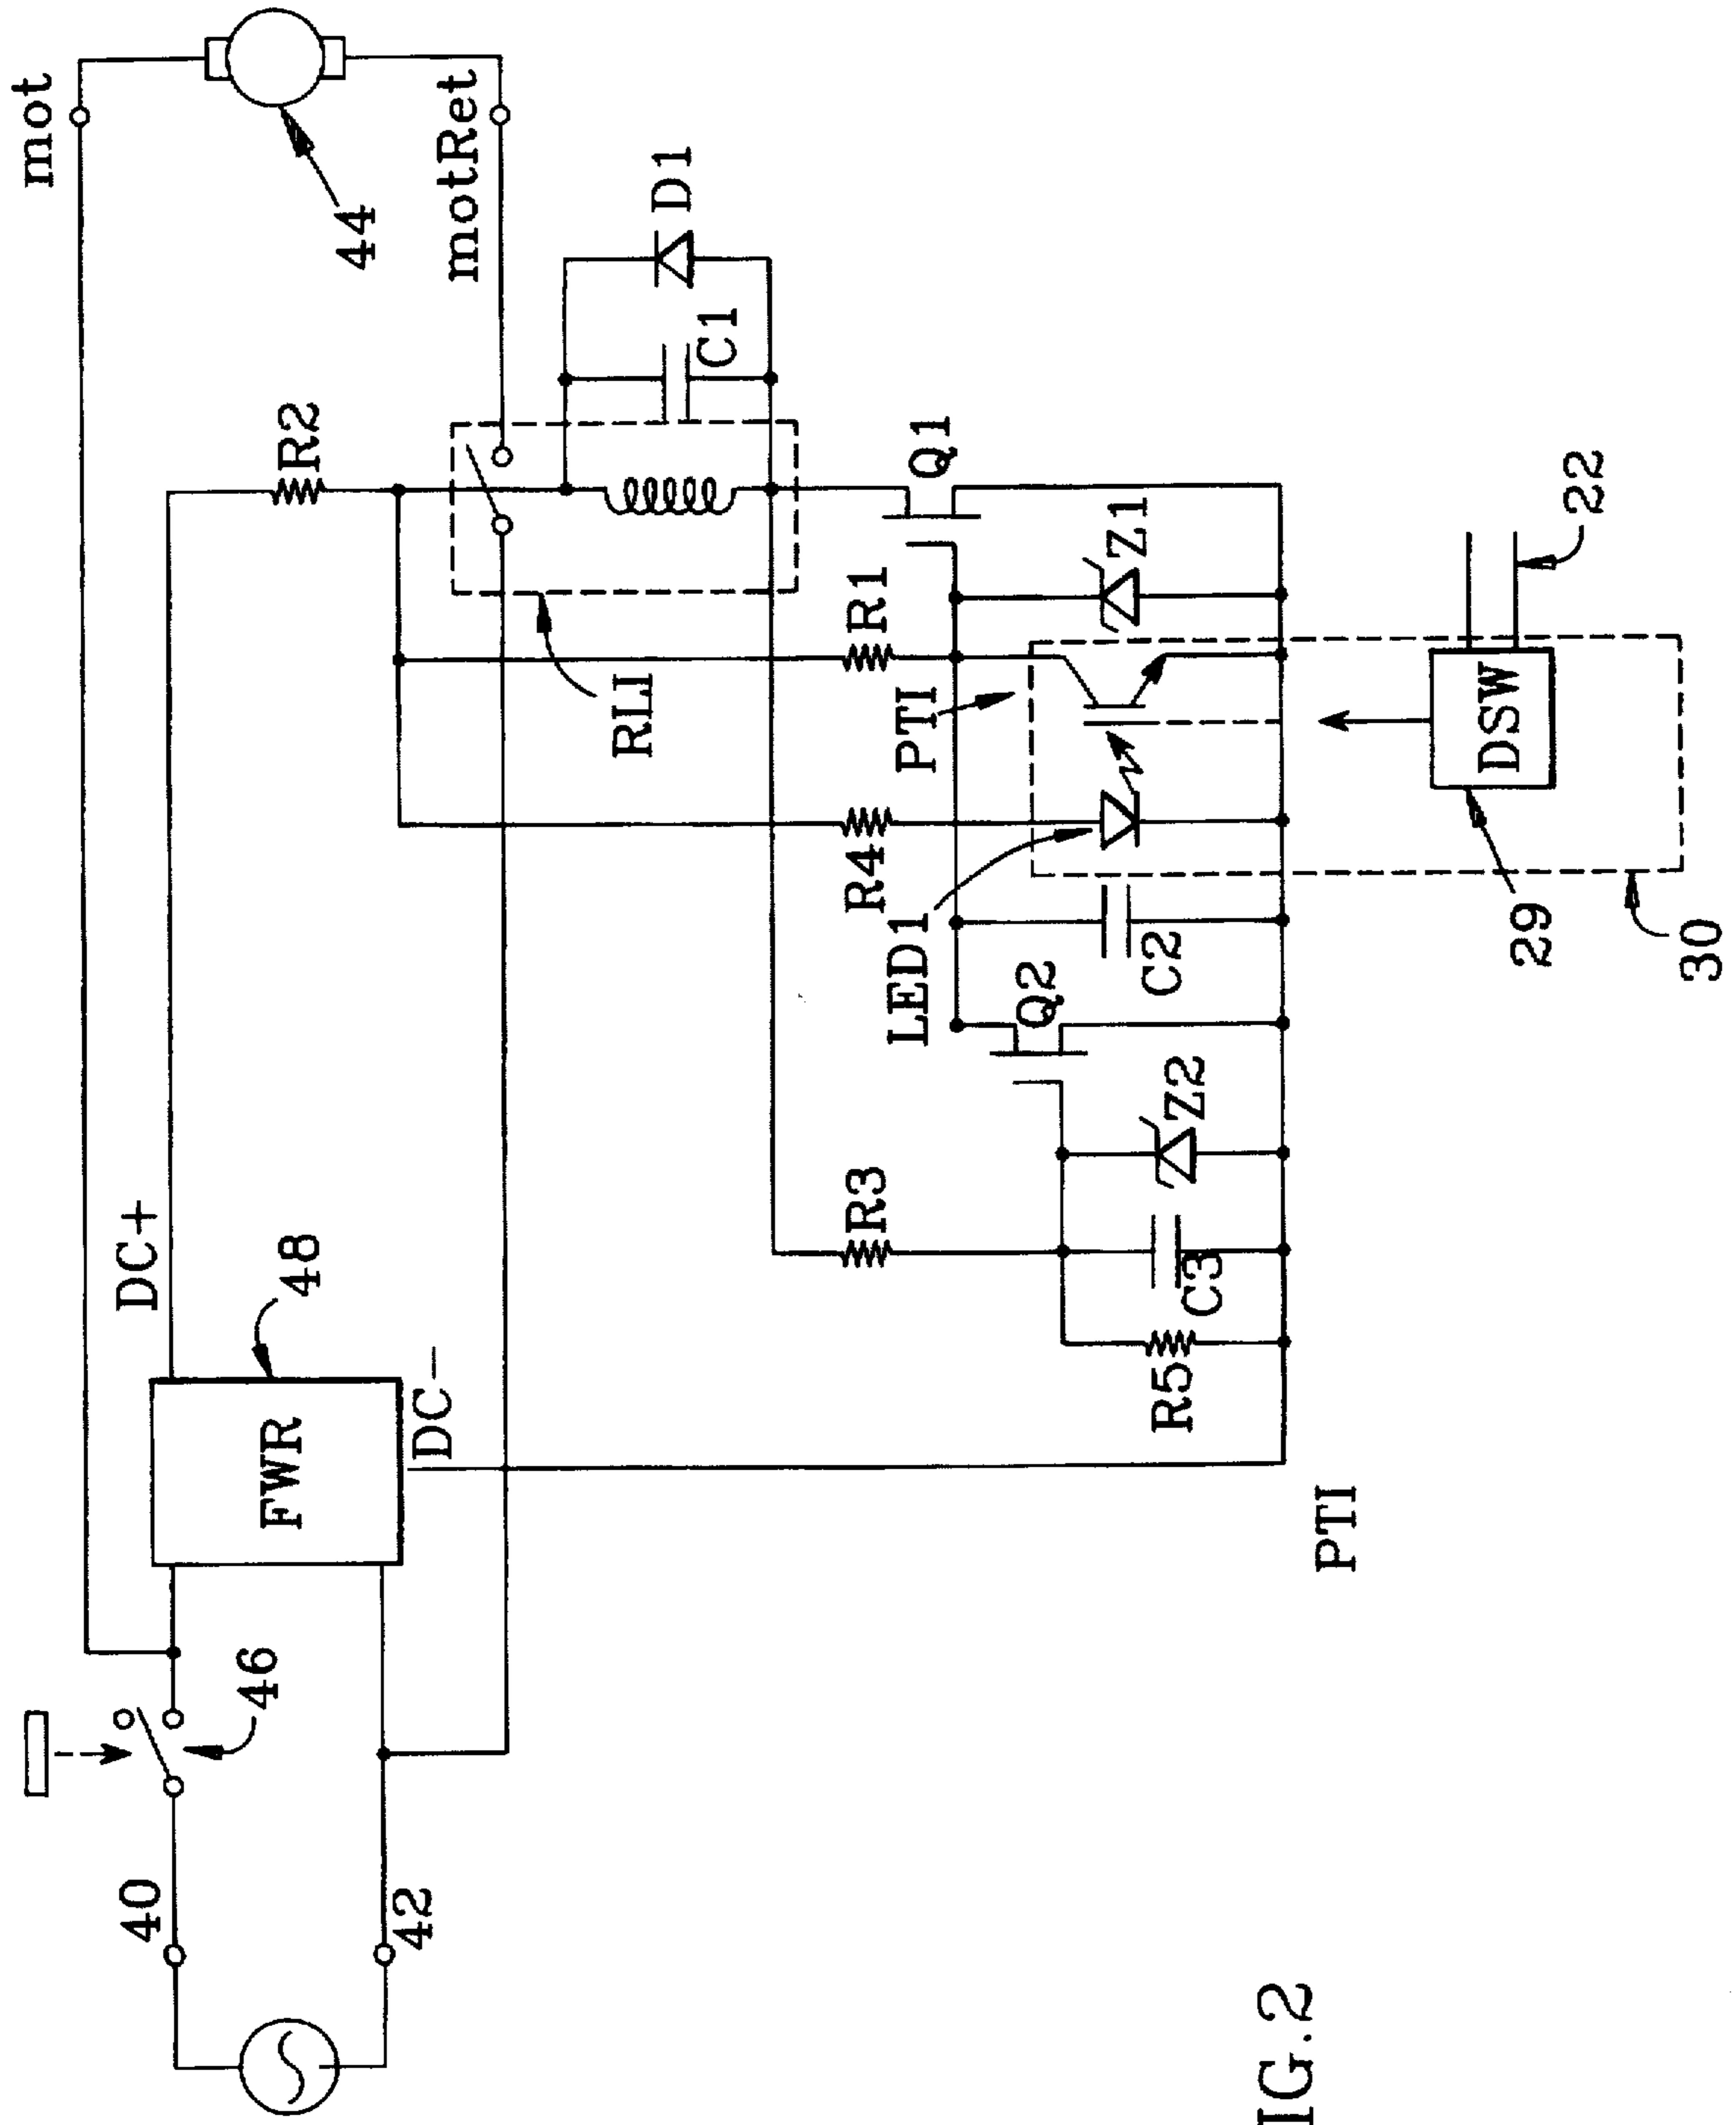 mot
44
motRet
D1
C1
R2
RLI
Q1
R1
Z1
PTI
22
DSW
R4
LED1
C2
29
30
Q2
Z2
R3
C3
R5
DC+
48
DC-
FWR
PTI
46
40
42
IG.2